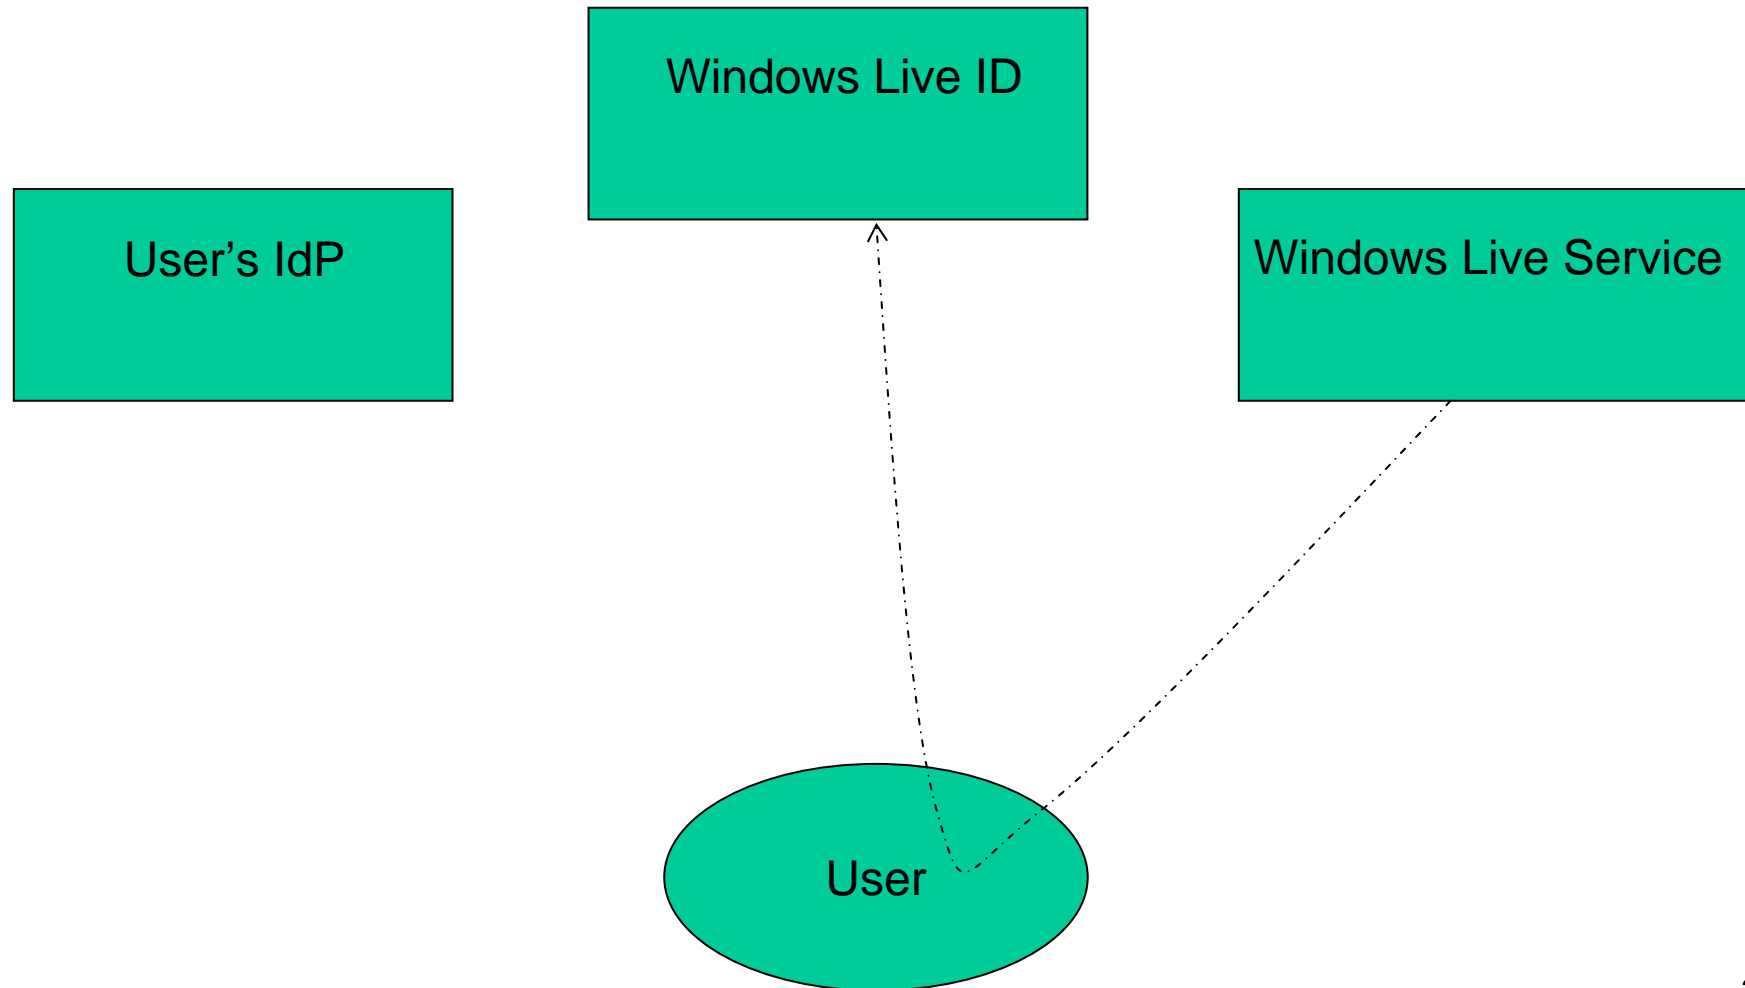 Windows Live ID
User’s IdP
Windows Live Service
User